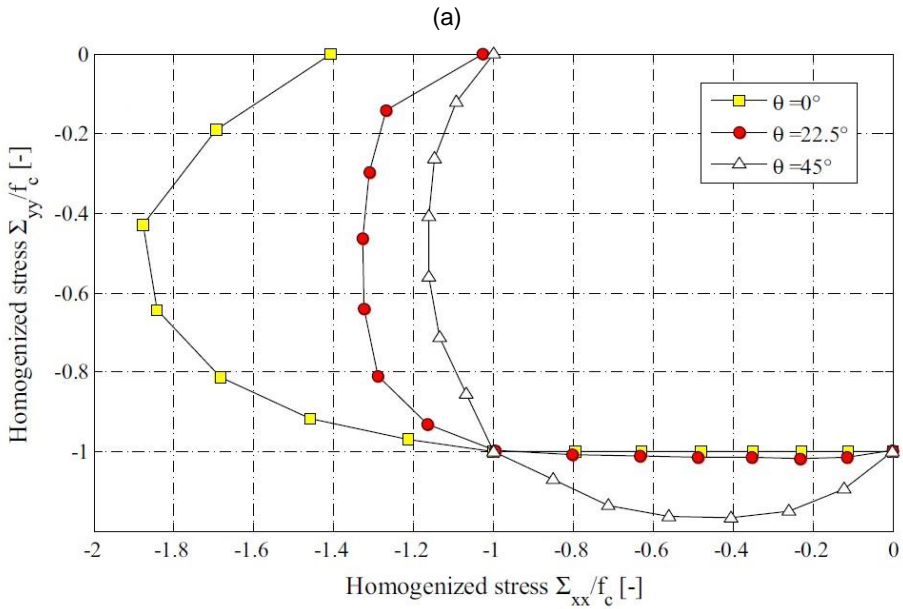 (a)
0
-0.2
-0.4
-0.6
-0.8
-1
Homogenized stress Σyy/fc [-]
θ =0°
θ =22.5°
θ =45°
-2 -1.8 -1.6 -1.4 -1.2 -1 -0.8 -0.6 -0.4 -0.2 0
Homogenized stress Σxx/fc [-]